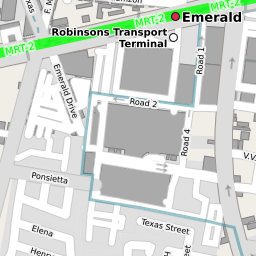 MRT-2
Emerald
Robinsons Transport
Terminal
MRT-2
Emerald Drive
Road 1
Road 2
Road 4
Ponsietta
Texas Street
Elena